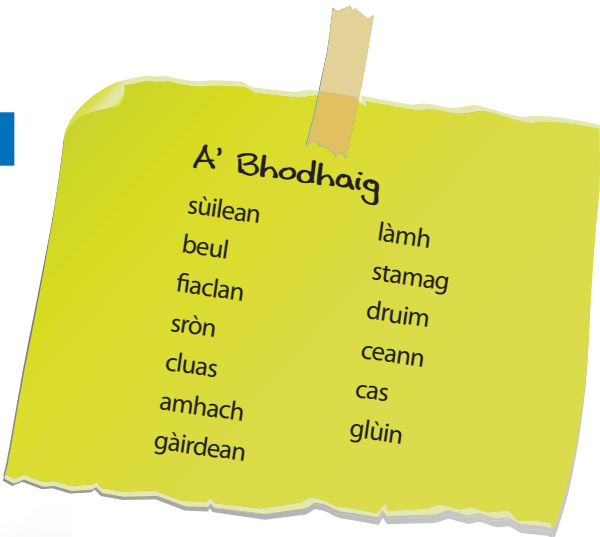 A' Bhodhaig
sùilean
beul
fiaclan
sròn
cluas
amhach
gàirdean
làmh
stamag
druim
ceann
cas
glùin